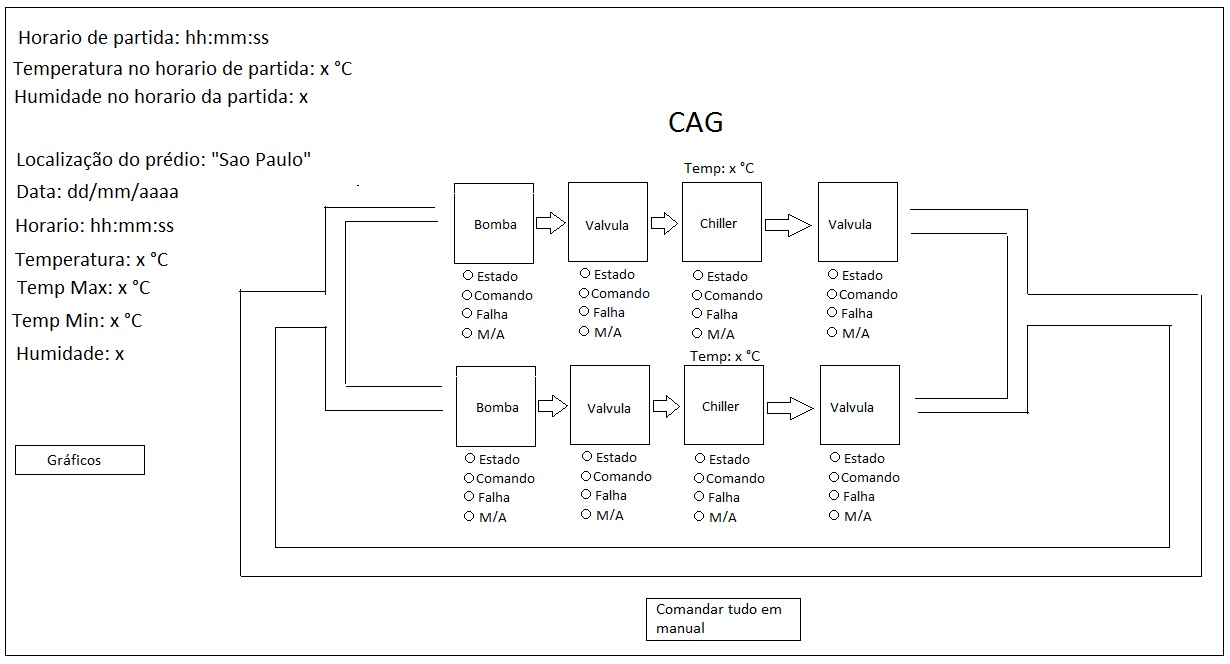 Horario de partida: hh:mm:ss
Temperatura no horario de partida: x °C
Humidade no horario da partida: x
Localização do prédio: "Sao Paulo"
Data: dd/mm/aaaa
Horario: hh:mm:ss
Temperatura: x °C
Temp Max: x °C
Temp Min: x °C
Humidade: x
Gráficos
CAG
Temp: x °C
Bomba
Valvula
Chiller
Valvula
Estado
Comando
Falha
M/A
Estado
Comando
Falha
M/A
Estado
Comando
Falha
M/A
Estado
Comando
Falha
M/A
Temp: x °C
Bomba
Valvula
Chiller
Valvula
Estado
Comando
Falha
M/A
Estado
Comando
Falha
M/A
Estado
Comando
Falha
M/A
Estado
Comando
Falha
M/A
Comandar tudo em
manual